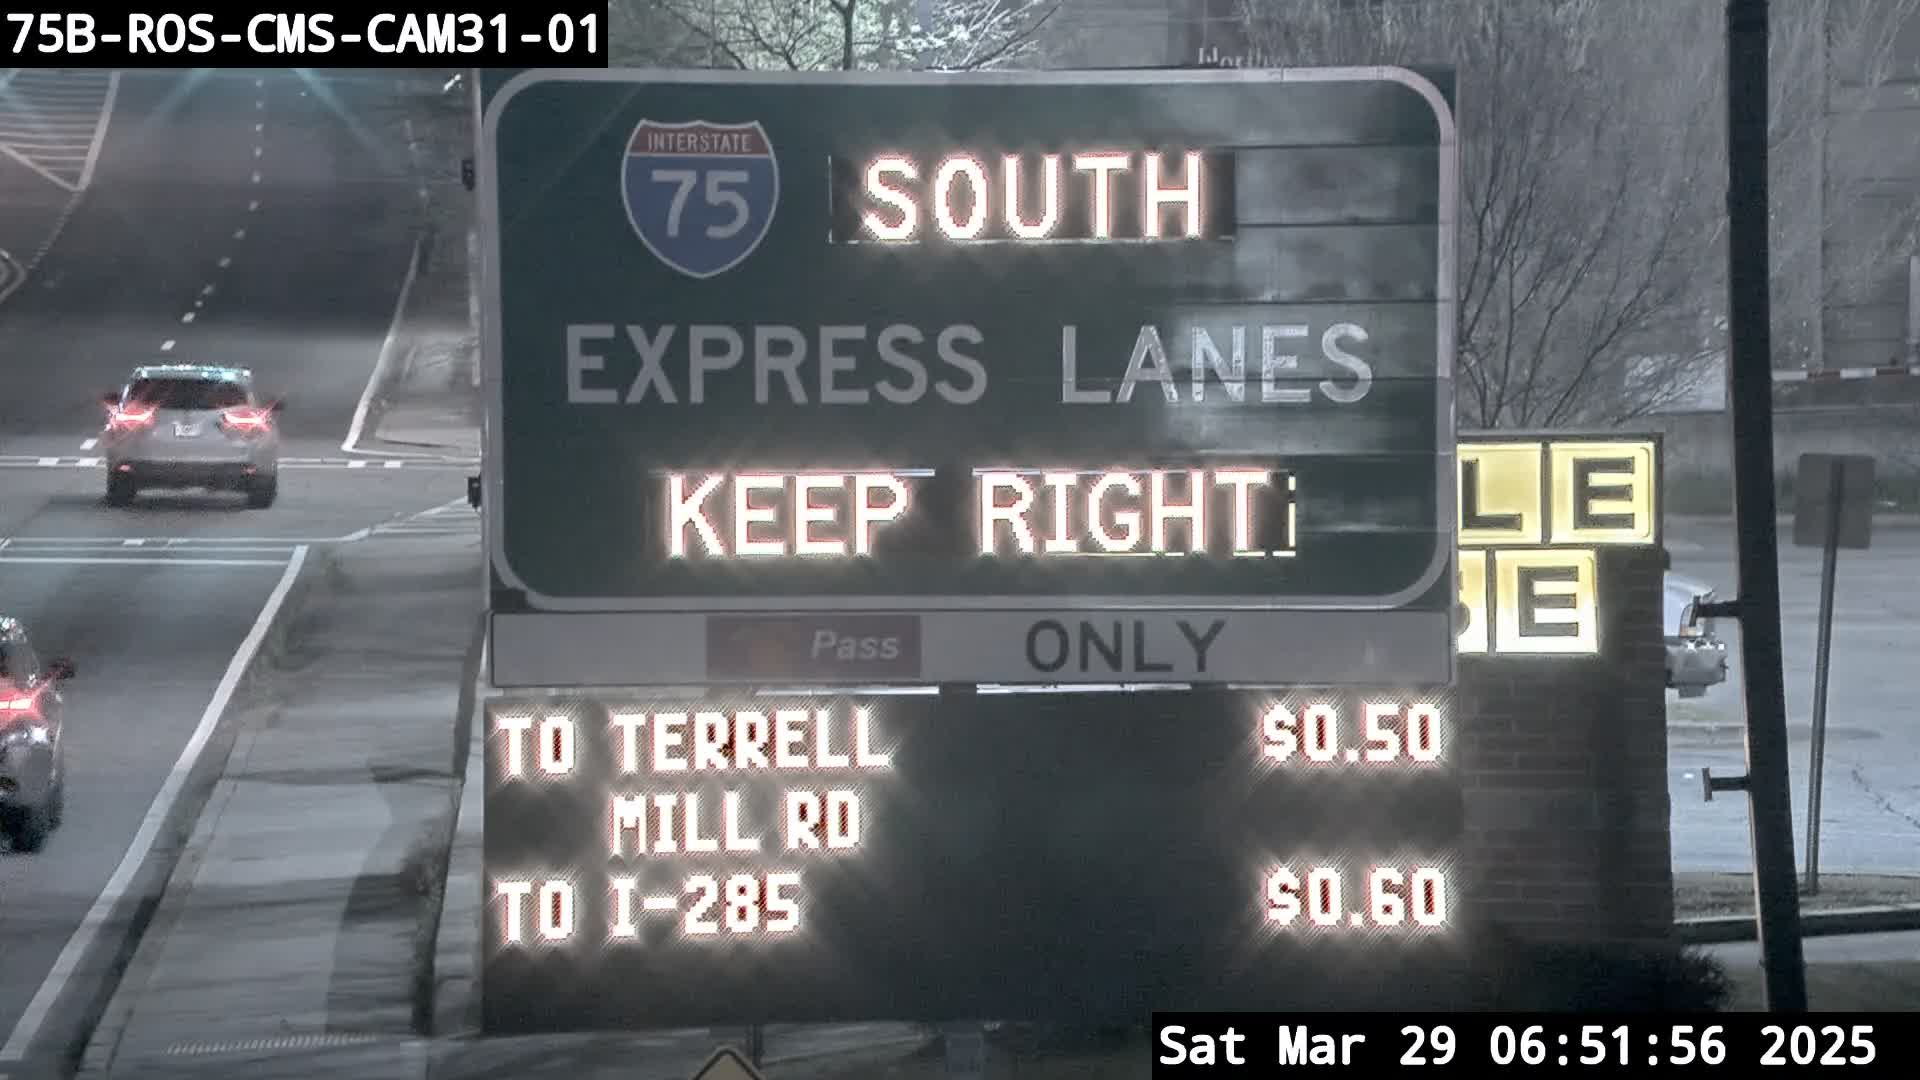 75B-ROS-CMS-CAM31-01
INTERSTATE
75
SOUTH
EXPRESS LANES
KEEP RIGHT
Pass ONLY
LE
E
TO TERRELL $0.50
MILL RD
TO I-285 $0.60
Sat Mar 29 06:51:56 2025